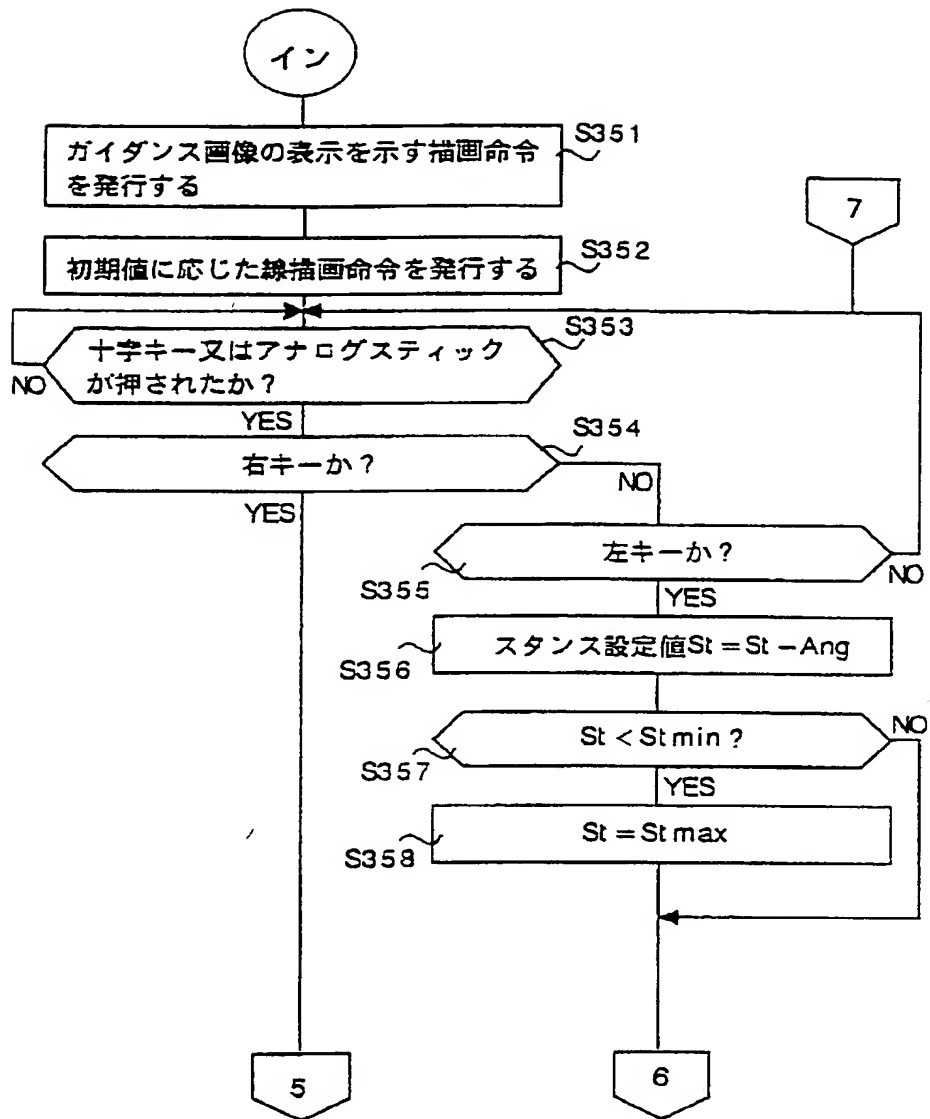 イン
S351
ガイダンス画像の表示を示す描画命令
を発行する
7
S352
初期値に応じた線描画命令を発行する
S353
十字キー又はアナログスティック
が押されたか？
NO
YES
S354
右キーか？
NO
YES
左キーか？
NO
S355
YES
スタンス設定値St＝St－Ang
S356
St＜Stmin？
NO
S357
YES
St＝Stmax
S358
5
6